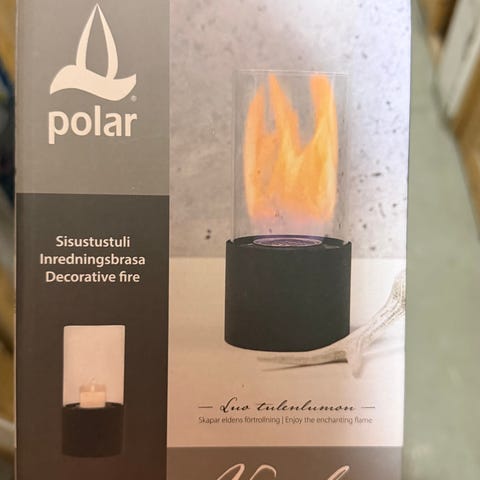 polar
Sisustustuli
Inredningsbrasa
Decorative fire
Luo tulenlumon
Skapar eldens förtrollning | Enjoy the enchanting flame